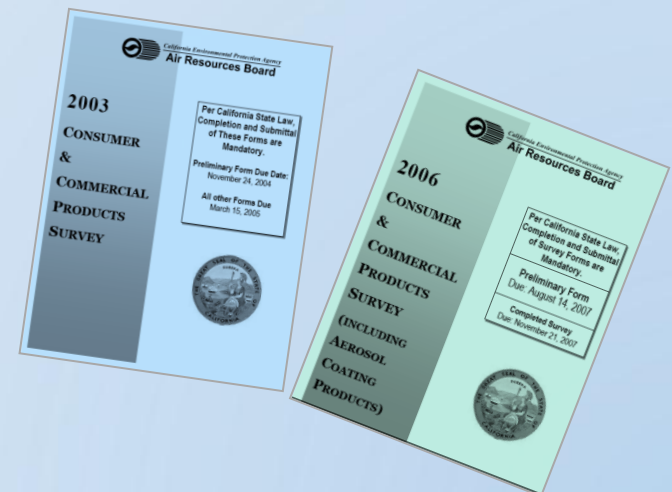 California Environmental Protection Agency
Air Resources Board
2003
CONSUMER
&
COMMERCIAL
PRODUCTS
SURVEY
Per California State Law,
Completion and Submittal
of These Forms are
Mandatory.
Preliminary Form Due Date:
November 24, 2004
All other Forms Due
March 15, 2005
California Environmental Protection Agency
Air Resources Board
2006
CONSUMER
&
COMMERCIAL
PRODUCTS
SURVEY
(INCLUDING
AEROSOL
COATING
PRODUCTS)
Per California State Law,
Completion and Submittal
of Survey Forms are
Mandatory.
Preliminary Form
Due: August 14, 2007
Completed Survey
Due: November 21, 2007